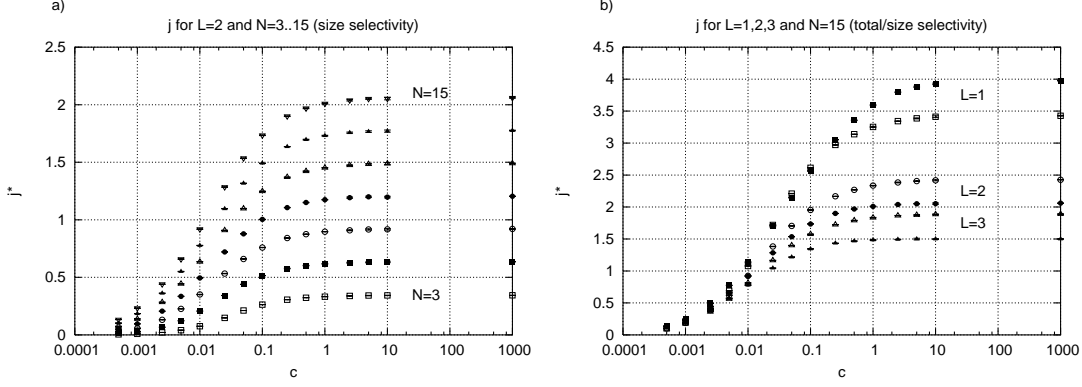 a)
j for L=2 and N=3..15 (size selectivity)
2.5
2
1.5
1
0.5
0
j*
N=15
N=3
0.0001 0.001 0.01 0.1 1 10 100 1000
c
b)
j for L=1,2,3 and N=15 (total/size selectivity)
4.5
4
3.5
3
2.5
2
1.5
1
0.5
0
j*
L=1
L=2
L=3
0.0001 0.001 0.01 0.1 1 10 100 1000
c